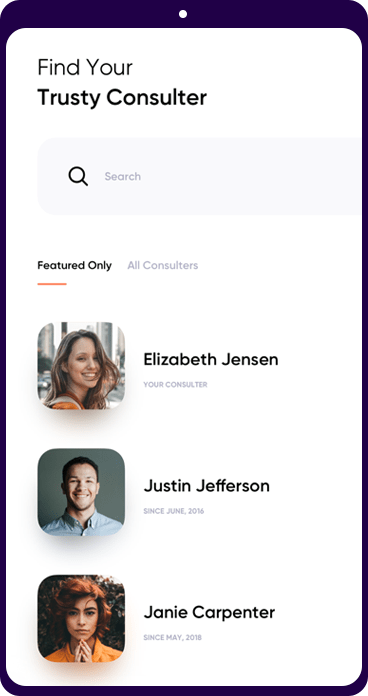 Find Your
Trusty Consulter
Search
Featured Only All Consulters
Elizabeth Jensen
YOUR CONSULTER
Justin Jefferson
SINCE JUNE, 2016
Janie Carpenter
SINCE MAY, 2018